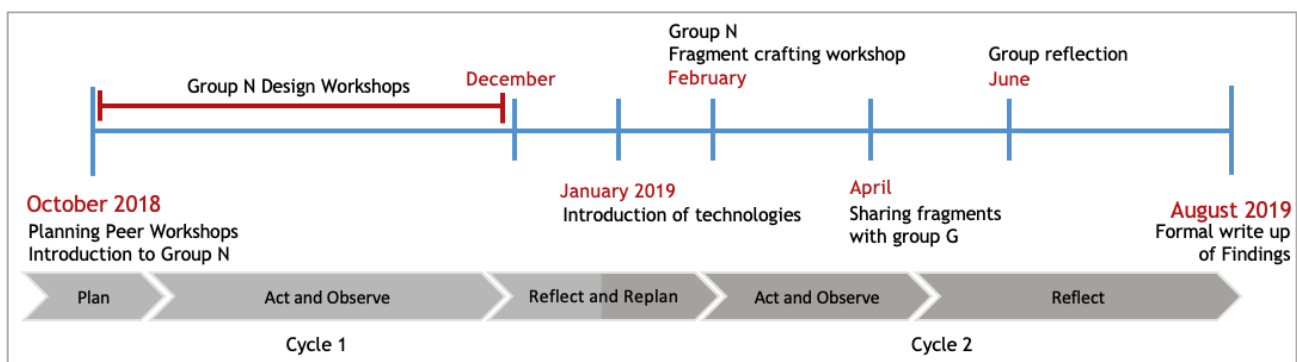 Group N
Fragment crafting workshop
February
Group reflection
June
December
Group N Design Workshops
October 2018
Planning Peer Workshops
Introduction to Group N
January 2019
Introduction of technologies
April
Sharing fragments
with group G
August 2019
Formal write up
of Findings
Plan
Act and Observe
Reflect and Replan
Act and Observe
Reflect
Cycle 1
Cycle 2